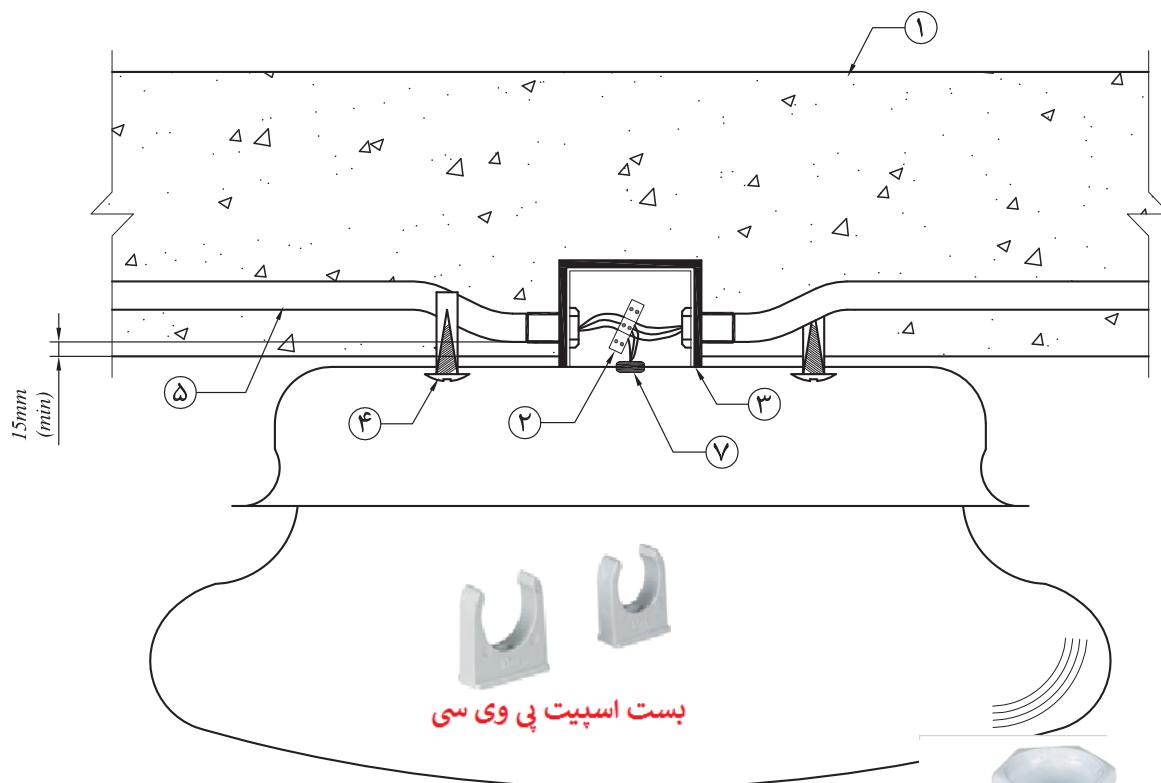 ۱
۵
15mm
(min)
۴
۲
۳
۷
بست اسپیت پی وی سی